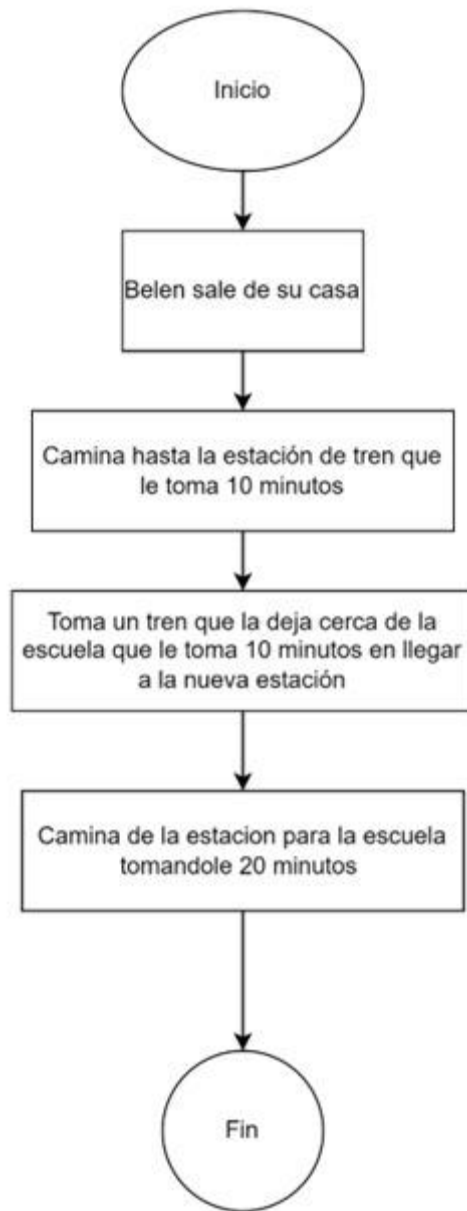 Inicio
Belen sale de su casa
Camina hasta la estación de tren que
le toma 10 minutos
Toma un tren que la deja cerca de la
escuela que le toma 10 minutos en llegar
a la nueva estación
Camina de la estacion para la escuela
tomandole 20 minutos
Fin